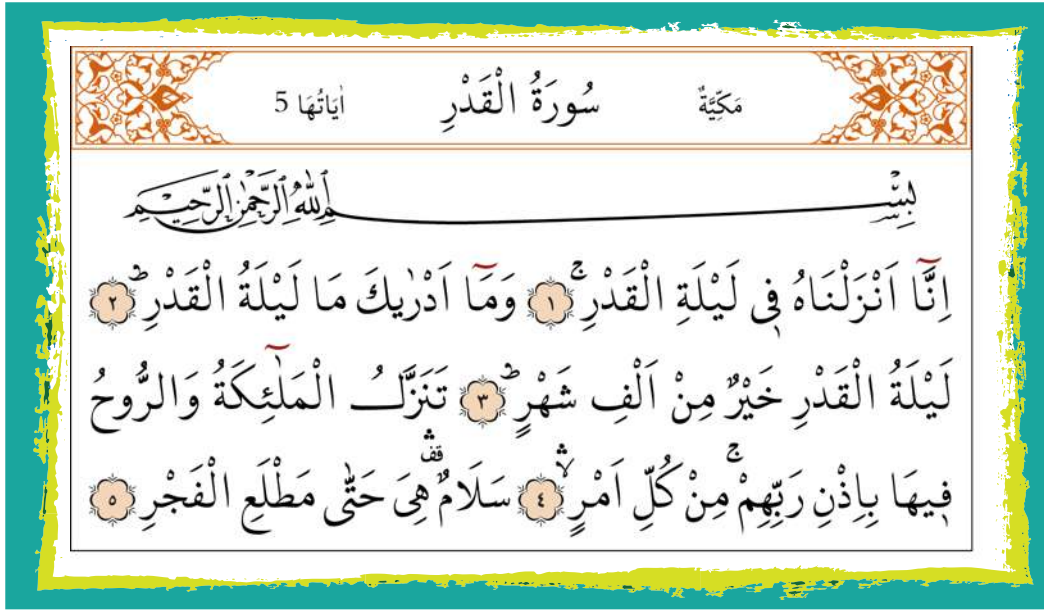 مَكِّيَّةٌ سُورَةُ الْقَدْرِ اٰيَاتُهَا 5
بِسْمِ اللّٰهِ الرَّحْمٰنِ الرَّحِيمِ
اِنَّٓا اَنْزَلْنَاهُ فِي لَيْلَةِ الْقَدْرِۚ ﴿١﴾ وَمَٓا اَدْرٰيكَ مَا لَيْلَةُ الْقَدْرِۜ ﴿٢﴾
لَيْلَةُ الْقَدْرِ خَيْرٌ مِنْ اَلْفِ شَهْرٍۜ ﴿٣﴾ تَنَزَّلُ الْمَلٰٓئِكَةُ وَالرُّوحُ
فِيهَا بِاِذْنِ رَبِّهِمْۚ مِنْ كُلِّ اَمْرٍۙۛ ﴿٤﴾ سَلَامٌ۠ۛ هِيَ حَتّٰى مَطْلَعِ الْفَجْرِ ﴿٥﴾